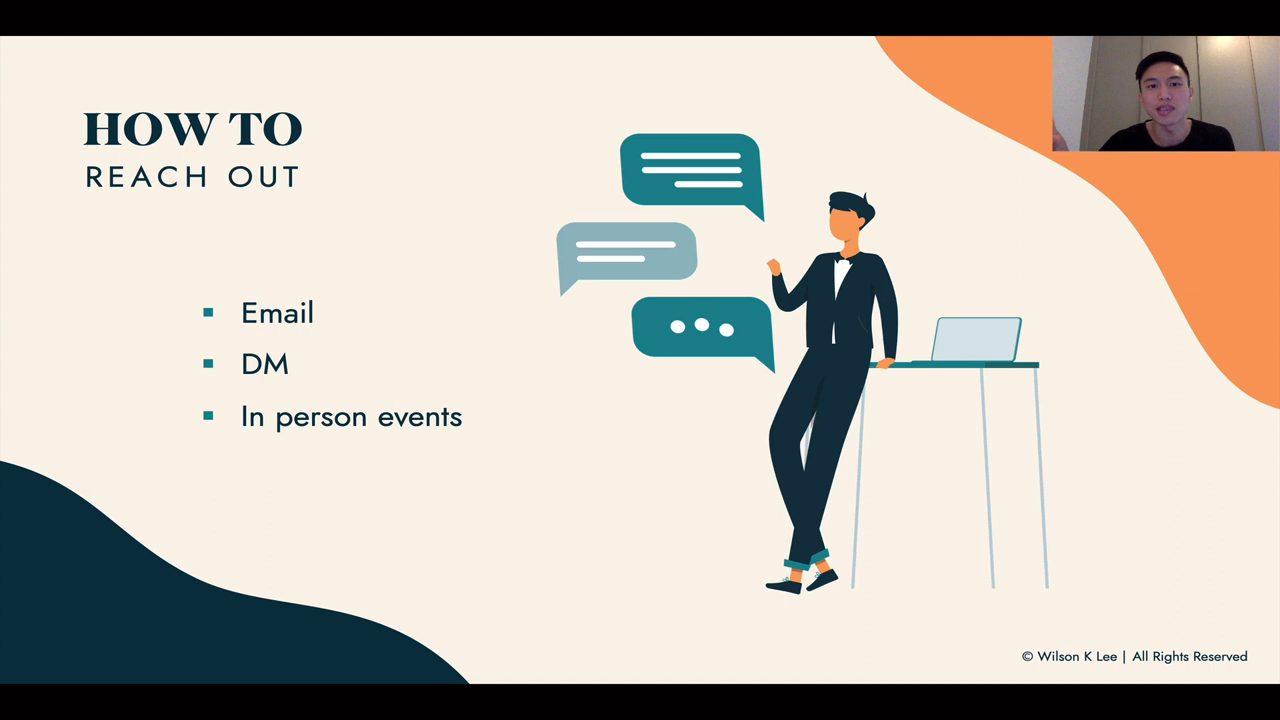 HOW TO
REACH OUT
Email
DM
In person events
© Wilson K Lee | All Rights Reserved